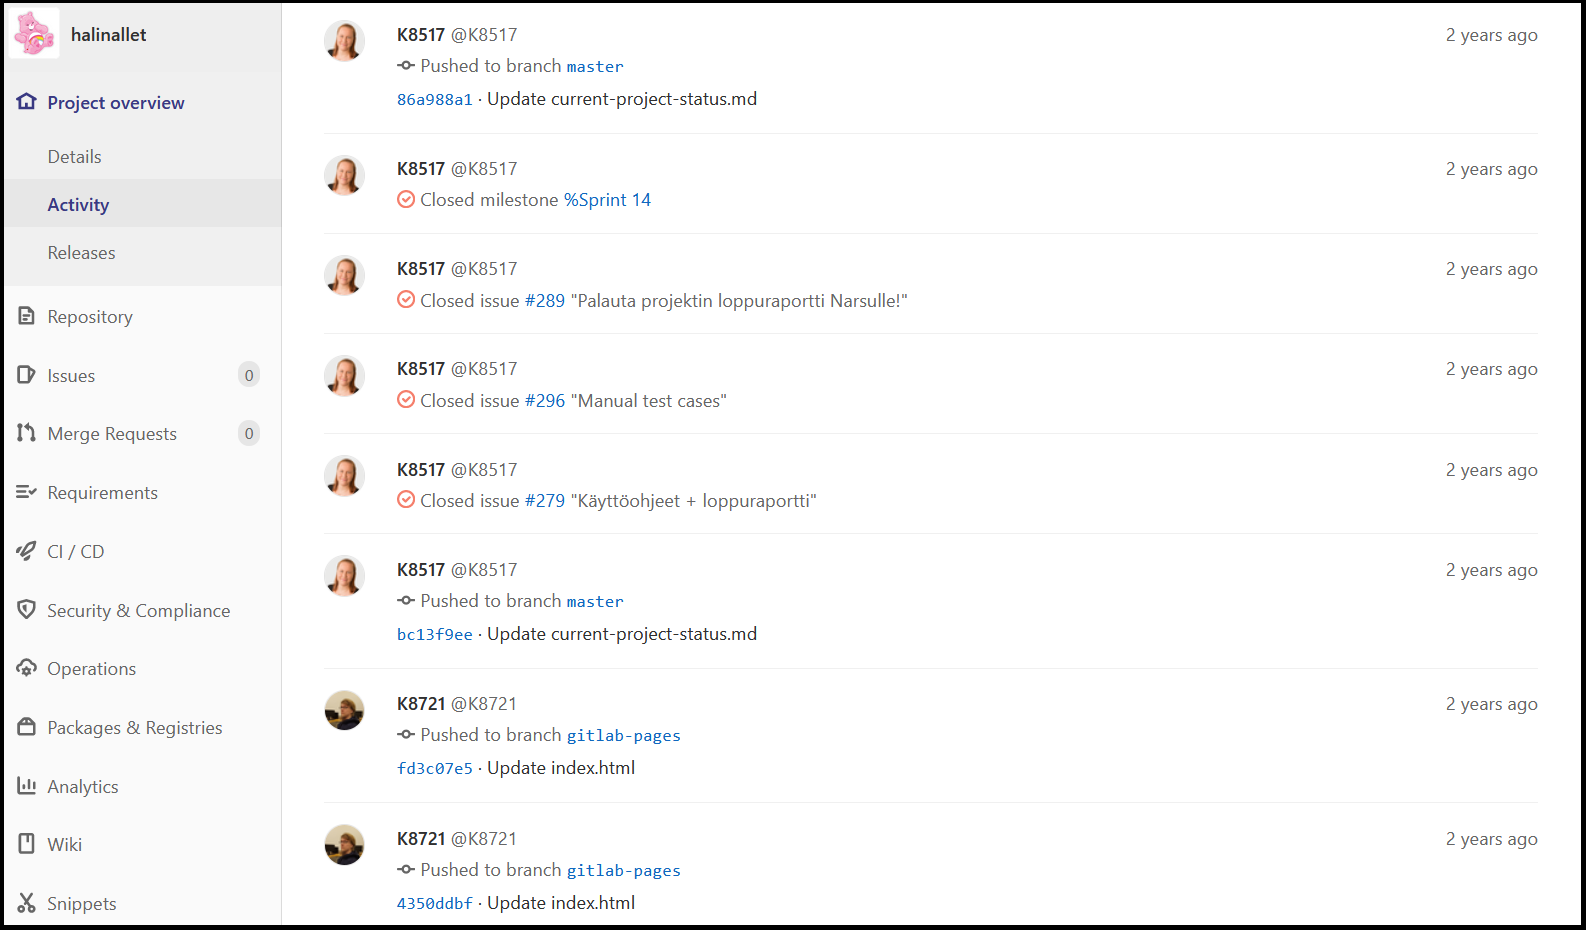 halinallet
Project overview
Details
Activity
Releases
Repository
Issues 0
Merge Requests 0
Requirements
CI / CD
Security & Compliance
Operations
Packages & Registries
Analytics
Wiki
Snippets
K8517 @K8517 2 years ago
Pushed to branch master
86a988a1 · Update current-project-status.md
K8517 @K8517 2 years ago
Closed milestone %Sprint 14
K8517 @K8517 2 years ago
Closed issue #289 "Palauta projektin loppuraportti Narsulle!"
K8517 @K8517 2 years ago
Closed issue #296 "Manual test cases"
K8517 @K8517 2 years ago
Closed issue #279 "Käyttöohjeet + loppuraportti"
K8517 @K8517 2 years ago
Pushed to branch master
bc13f9ee · Update current-project-status.md
K8721 @K8721 2 years ago
Pushed to branch gitlab-pages
fd3c07e5 · Update index.html
K8721 @K8721 2 years ago
Pushed to branch gitlab-pages
4350ddbf · Update index.html